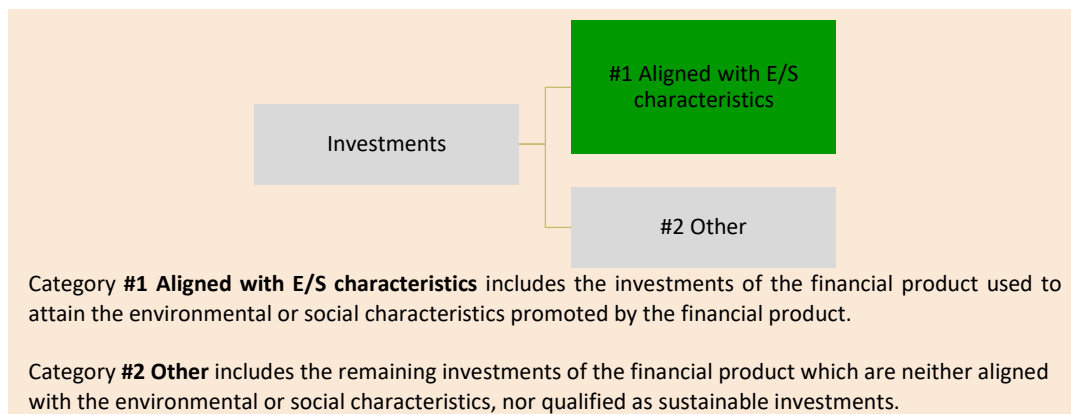 #1 Aligned with E/S
characteristics
Investments
#2 Other
Category #1 Aligned with E/S characteristics includes the investments of the financial product used to
attain the environmental or social characteristics promoted by the financial product.
Category #2 Other includes the remaining investments of the financial product which are neither aligned
with the environmental or social characteristics, nor qualified as sustainable investments.